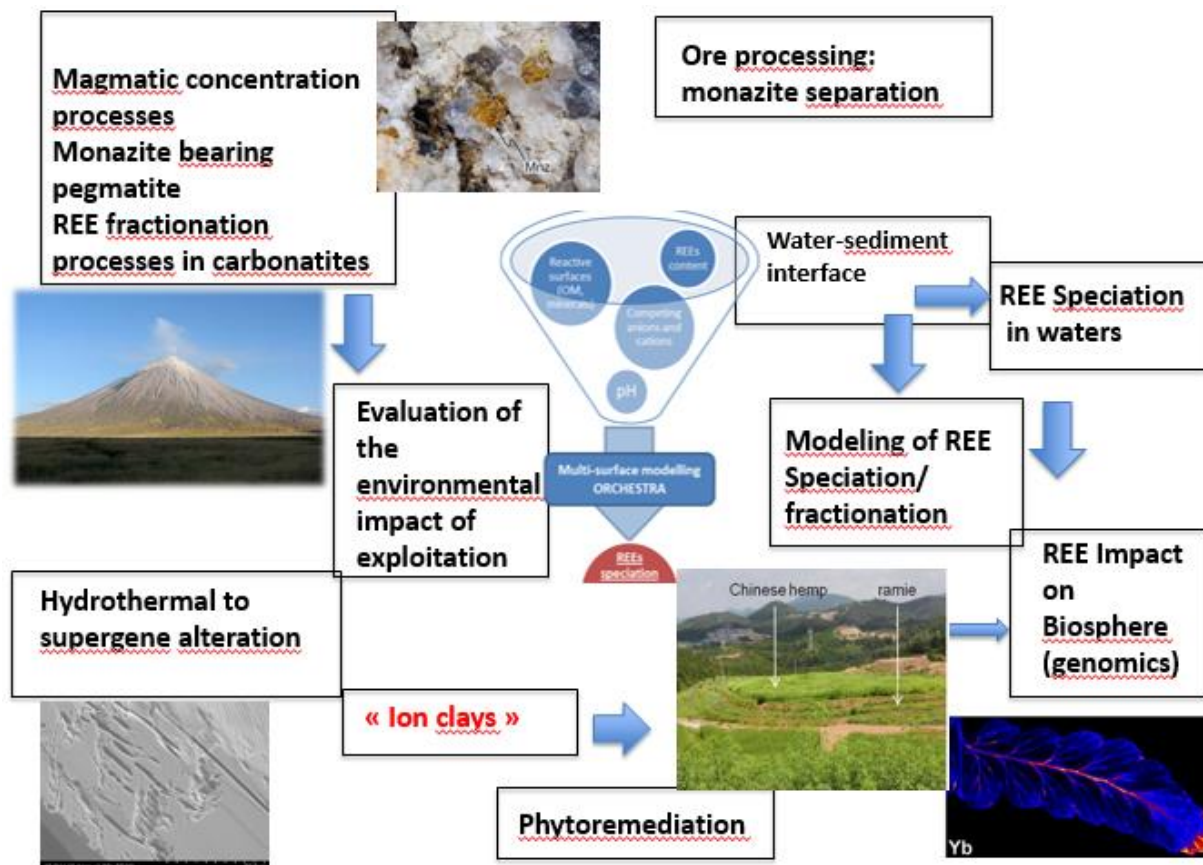 Magmatic concentration
processes
Monazite bearing
pegmatite
REE fractionation
processes in carbonatites
Mnz
Ore processing:
monazite separation
Reactive
surfaces
(OM,
minerals)
REEs
content
Competing
anions and
cations
pH
Multi-surface modelling
ORCHESTRA
REEs
speciation
Water-sediment
interface
REE Speciation
in waters
Evaluation of
the
environmental
impact of
exploitation
Modeling of REE
Speciation/
fractionation
REE Impact
on
Biosphere
(genomics)
Hydrothermal to
supergene alteration
« Ion clays »
Chinese hemp
ramie
Phytoremediation
Yb